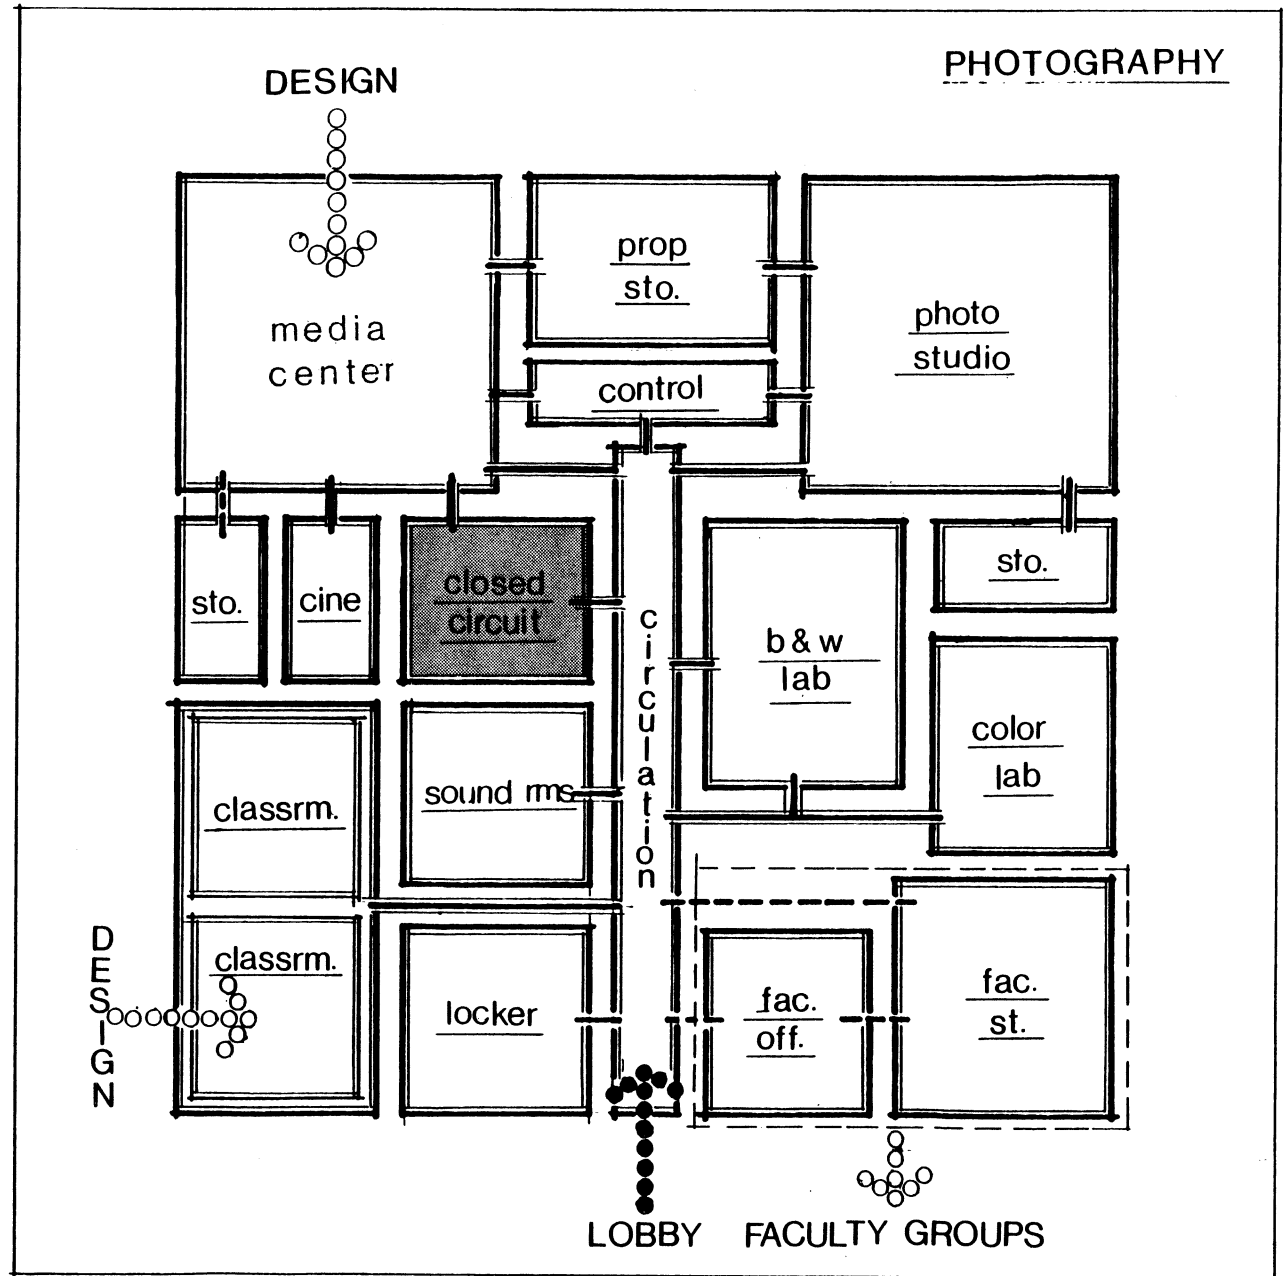 PHOTOGRAPHY
DESIGN
prop
sto.
photo
studio
media
center
control
sto.
cine
closed
circuit
circulation
b & w
lab
sto.
color
lab
classrm.
sound rms
classrm.
locker
fac.
off.
fac.
st.
DESIGN
LOBBY
FACULTY GROUPS